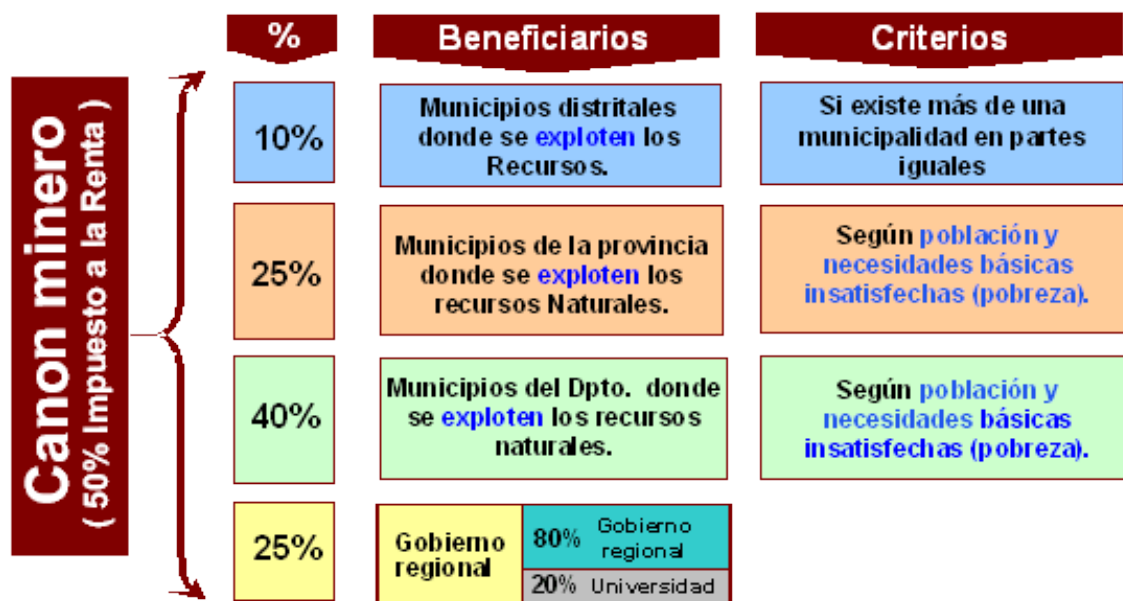 Canon minero
( 50% Impuesto a la Renta )
%
Beneficiarios
Criterios
10%
Municipios distritales
donde se exploten los
Recursos.
Si existe más de una
municipalidad en partes
iguales
25%
Municipios de la provincia
donde se exploten los
recursos Naturales.
Según población y
necesidades básicas
insatisfechas (pobreza).
40%
Municipios del Dpto. donde
se exploten los recursos
naturales.
Según población y
necesidades básicas
insatisfechas (pobreza).
25%
Gobierno
regional
80% Gobierno
regional
20% Universidad